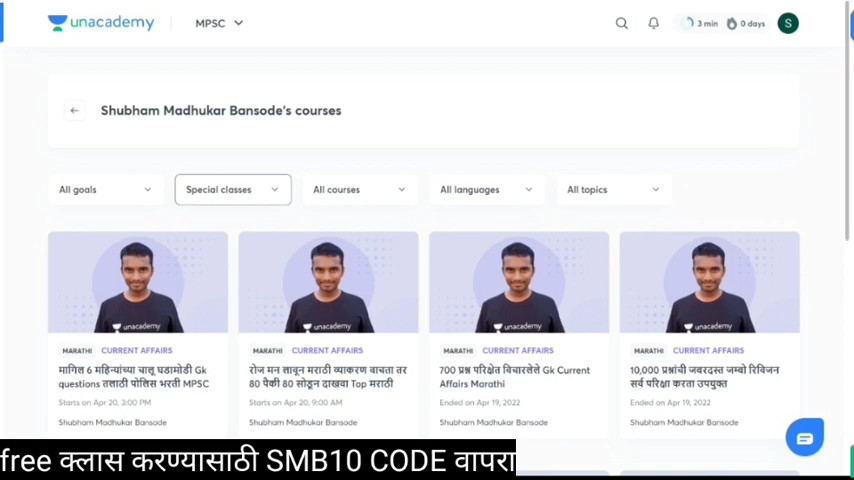 unacademy
MPSC
3 min
0 days
S
Shubham Madhukar Bansode's courses
All goals
Special classes
All courses
All languages
All topics
unacademy
unacademy
unacademy
unacademy
MARATHI CURRENT AFFAIRS
मागिल 6 महिन्यांच्या चालू घडामोडी Gk
questions तलाठी पोलिस भरती MPSC
Starts on Apr 20, 3:00 PM
Shubham Madhukar Bansode
MARATHI CURRENT AFFAIRS
रोज मन लावून मराठी व्याकरण वाचता तर
80 पैकी 80 सोडून दाखवा Top मराठी
Starts on Apr 20, 9:00 AM
Shubham Madhukar Bansode
MARATHI CURRENT AFFAIRS
700 प्रश्न परिक्षेत विचारलेले Gk Current
Affairs Marathi
Ended on Apr 19, 2022
Shubham Madhukar Bansode
MARATHI CURRENT AFFAIRS
10,000 प्रश्नांची जबरदस्त जम्बो रिविजन
सर्व परिक्षा करता उपयुक्त
Ended on Apr 19, 2022
Shubham Madhukar Bansode
free क्लास करण्यासाठी SMB10 CODE वापरा